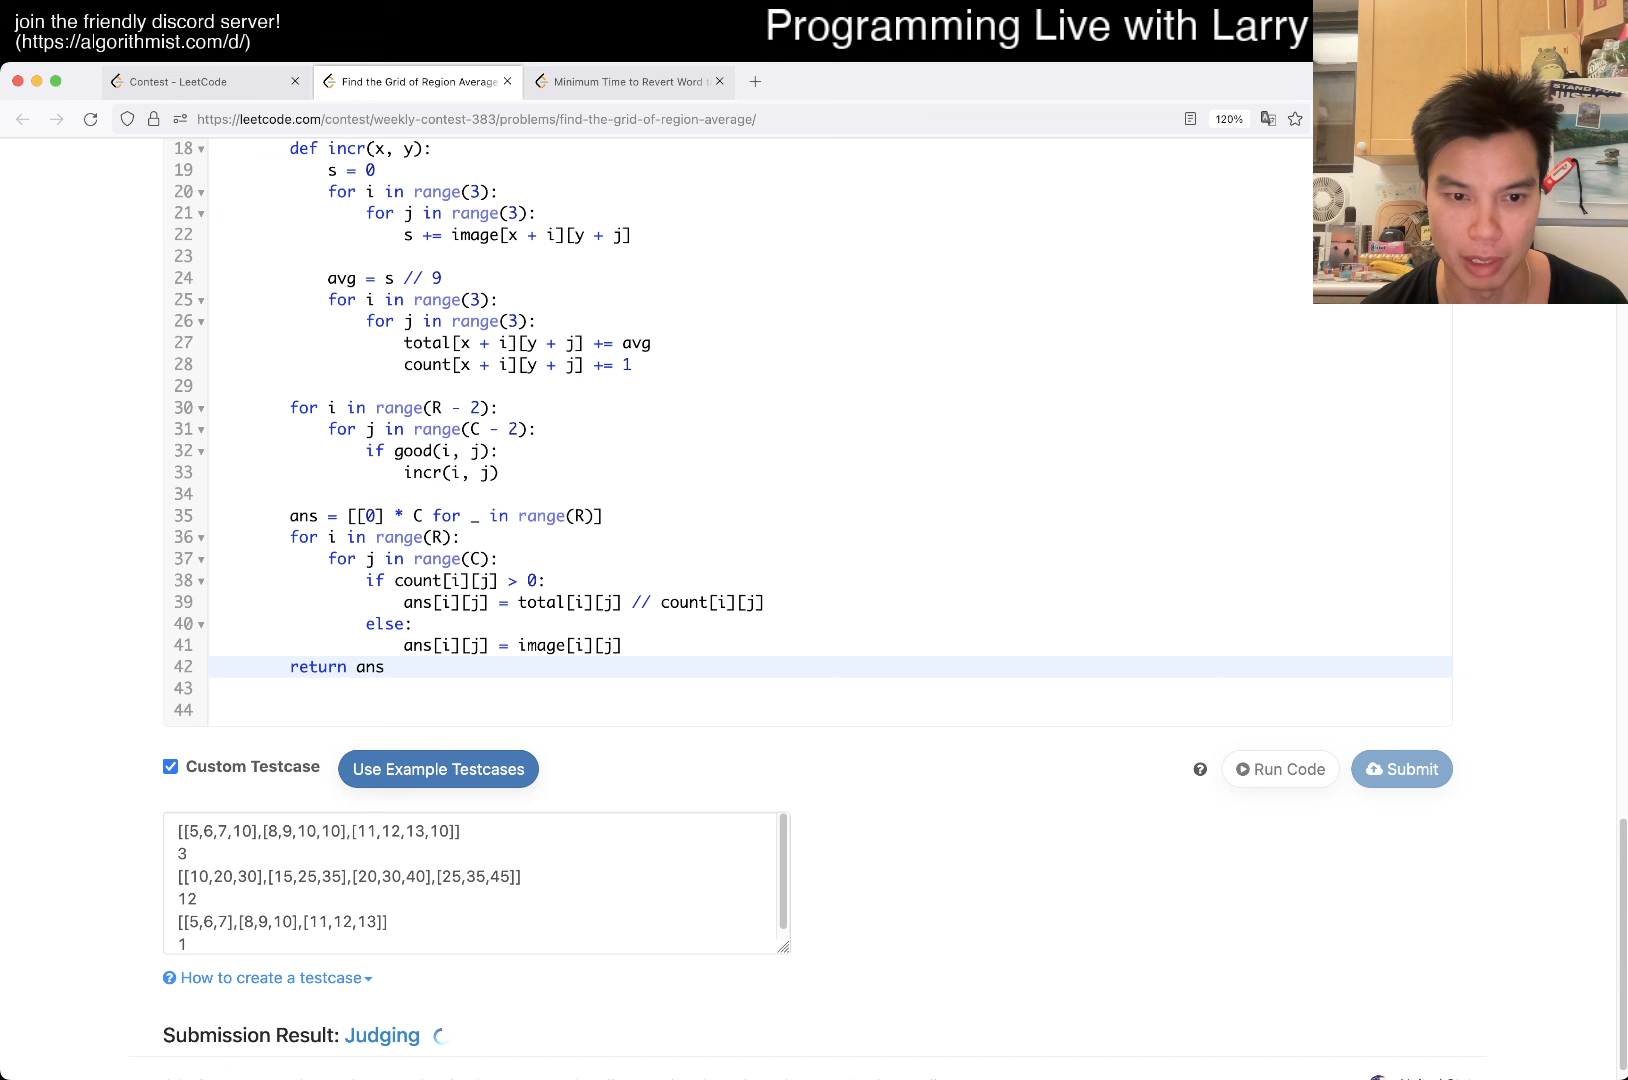 join the friendly discord server!
(https://algorithmist.com/d/)
Programming Live with Larry
Contest - LeetCode
Find the Grid of Region Average
Minimum Time to Revert Word t
https://leetcode.com/contest/weekly-contest-383/problems/find-the-grid-of-region-average/
120%
18 def incr(x, y):
19 s = 0
20 for i in range(3):
21 for j in range(3):
22 s += image[x + i][y + j]
23
24 avg = s // 9
25 for i in range(3):
26 for j in range(3):
27 total[x + i][y + j] += avg
28 count[x + i][y + j] += 1
29
30 for i in range(R - 2):
31 for j in range(C - 2):
32 if good(i, j):
33 incr(i, j)
34
35 ans = [[0] * C for _ in range(R)]
36 for i in range(R):
37 for j in range(C):
38 if count[i][j] > 0:
39 ans[i][j] = total[i][j] // count[i][j]
40 else:
41 ans[i][j] = image[i][j]
42 return ans
43
44
Custom Testcase
Use Example Testcases
Run Code
Submit
[[5,6,7,10],[8,9,10,10],[11,12,13,10]]
3
[[10,20,30],[15,25,35],[20,30,40],[25,35,45]]
12
[[5,6,7],[8,9,10],[11,12,13]]
1
How to create a testcase
Submission Result: Judging